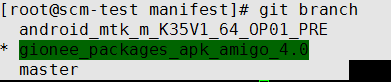 [root@scm-test manifest]# git branch
  android_mtk_m_K35V1_64_OP01_PRE
* gionee_packages_apk_amigo_4.0
  master